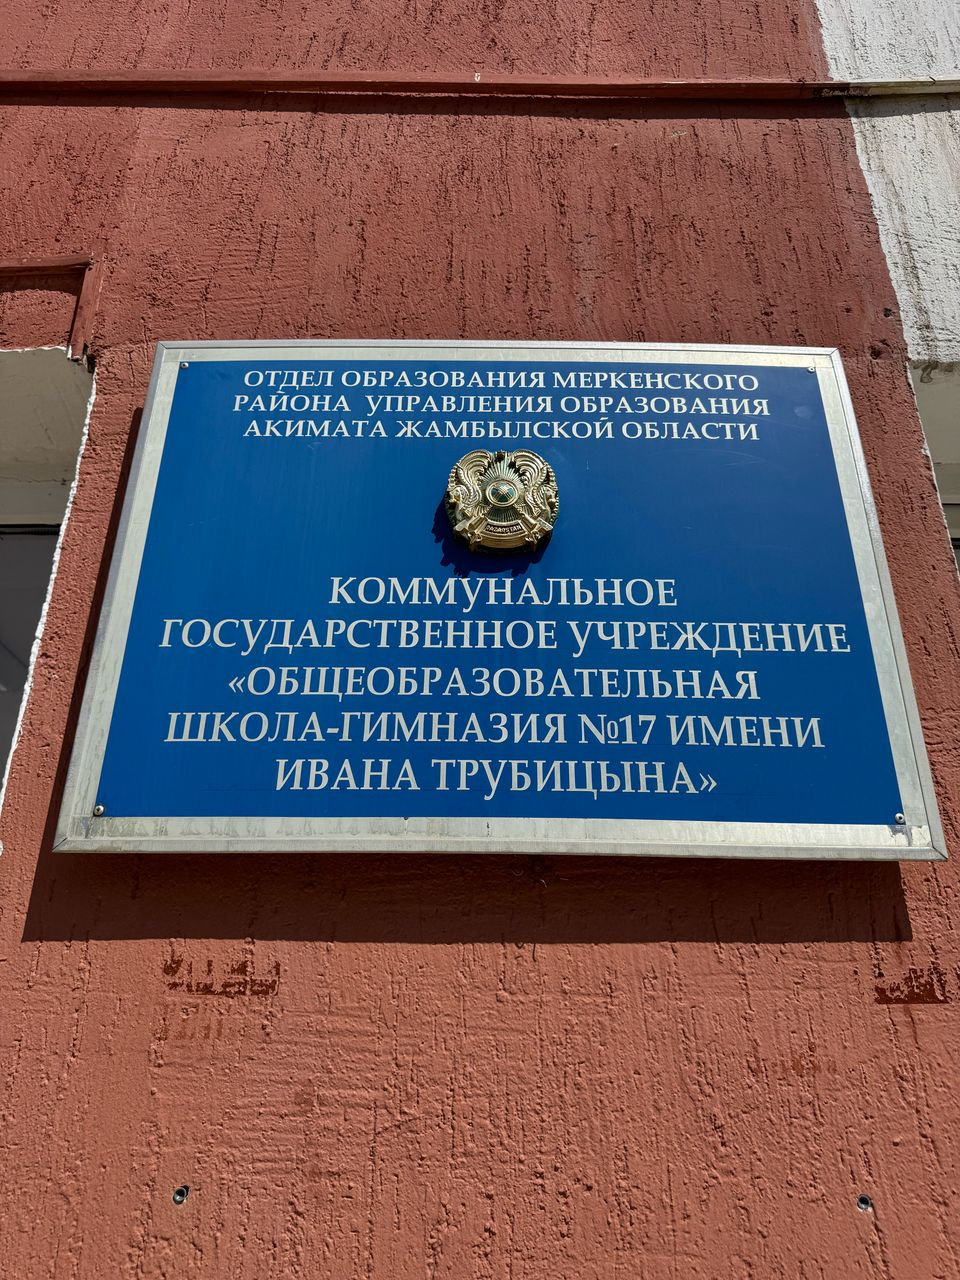 ОТДЕЛ ОБРАЗОВАНИЯ МЕРКЕНСКОГО
РАЙОНА УПРАВЛЕНИЯ ОБРАЗОВАНИЯ
АКИМАТА ЖАМБЫЛСКОЙ ОБЛАСТИ
QAZAQSTAN
КОММУНАЛЬНОЕ
ГОСУДАРСТВЕННОЕ УЧРЕЖДЕНИЕ
«ОБЩЕОБРАЗОВАТЕЛЬНАЯ
ШКОЛА-ГИМНАЗИЯ №17 ИМЕНИ
ИВАНА ТРУБИЦЫНА»